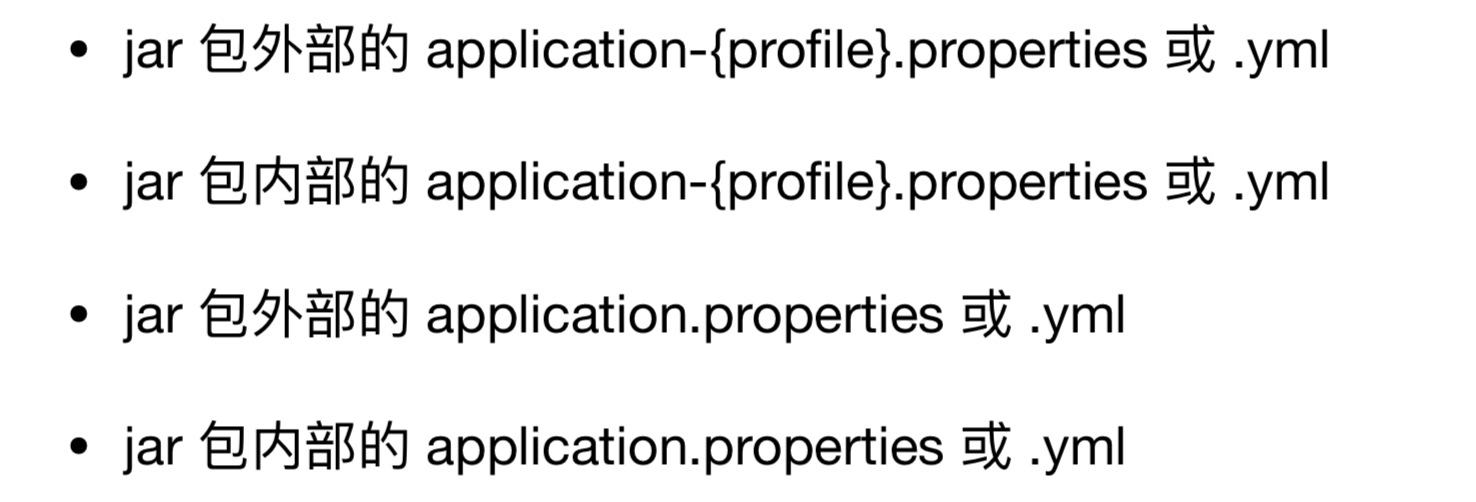 • jar 包外部的 application-{profile}.properties 或 .yml
• jar 包内部的 application-{profile}.properties 或 .yml
• jar 包外部的 application.properties 或 .yml
• jar 包内部的 application.properties 或 .yml